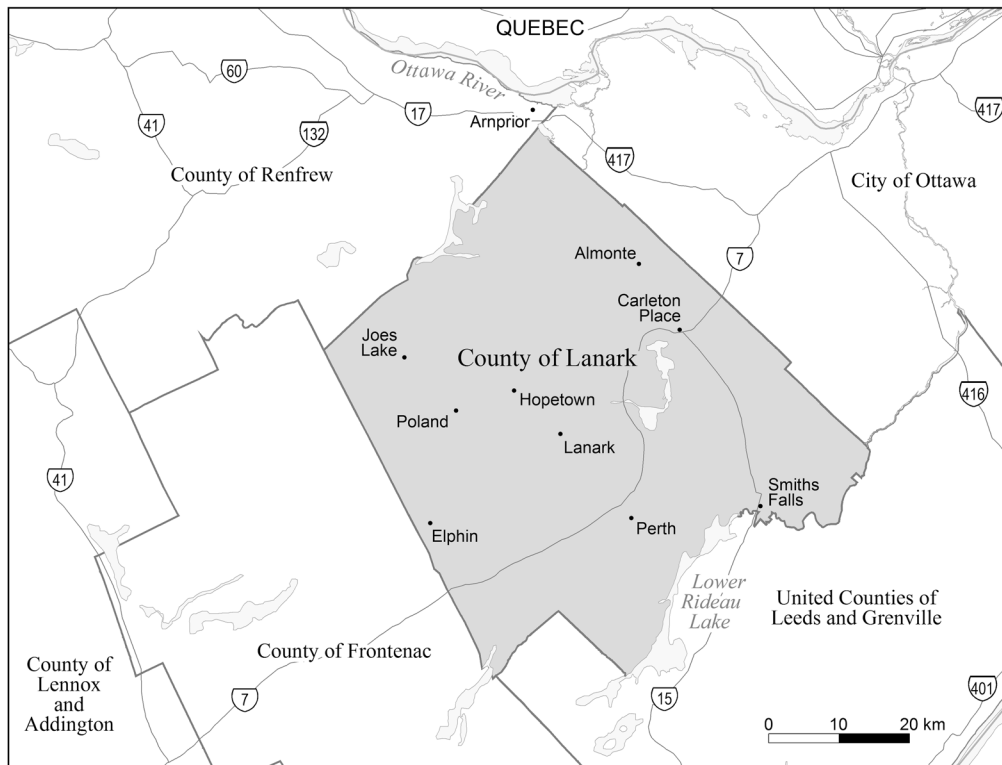 QUEBEC
Ottawa River
60
17
417
41
132
Arnprior
417
County of Renfrew
City of Ottawa
Almonte
7
Carleton
Place
Joes
Lake
County of Lanark
416
Hopetown
Poland
Lanark
41
Smiths
Falls
Elphin
Perth
Lower
Rideau
Lake
United Counties of
Leeds and Grenville
County of Frontenac
County of
Lennox
and
Addington
7
15
401
0 10 20 km